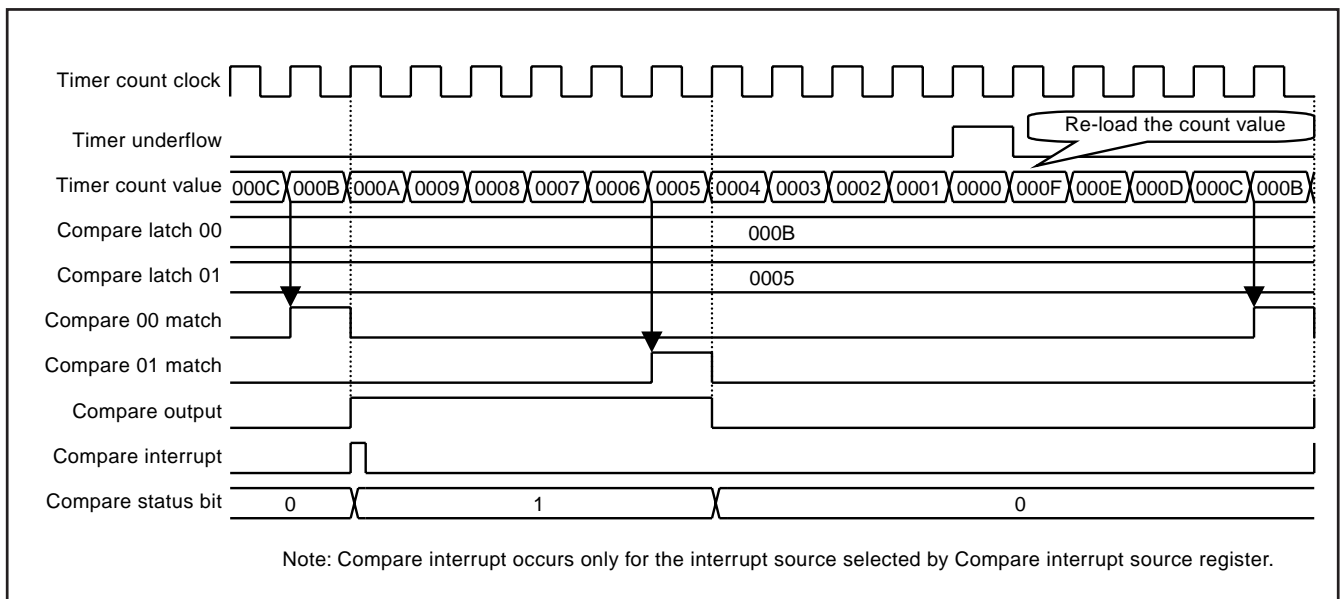 Timer count clock
Timer underflow
Re-load the count value
Timer count value 000C 000B 000A 0009 0008 0007 0006 0005 0004 0003 0002 0001 0000 000F 000E 000D 000C 000B
Compare latch 00 000B
Compare latch 01 0005
Compare 00 match
Compare 01 match
Compare output
Compare interrupt
Compare status bit 0 1 0
Note: Compare interrupt occurs only for the interrupt source selected by Compare interrupt source register.